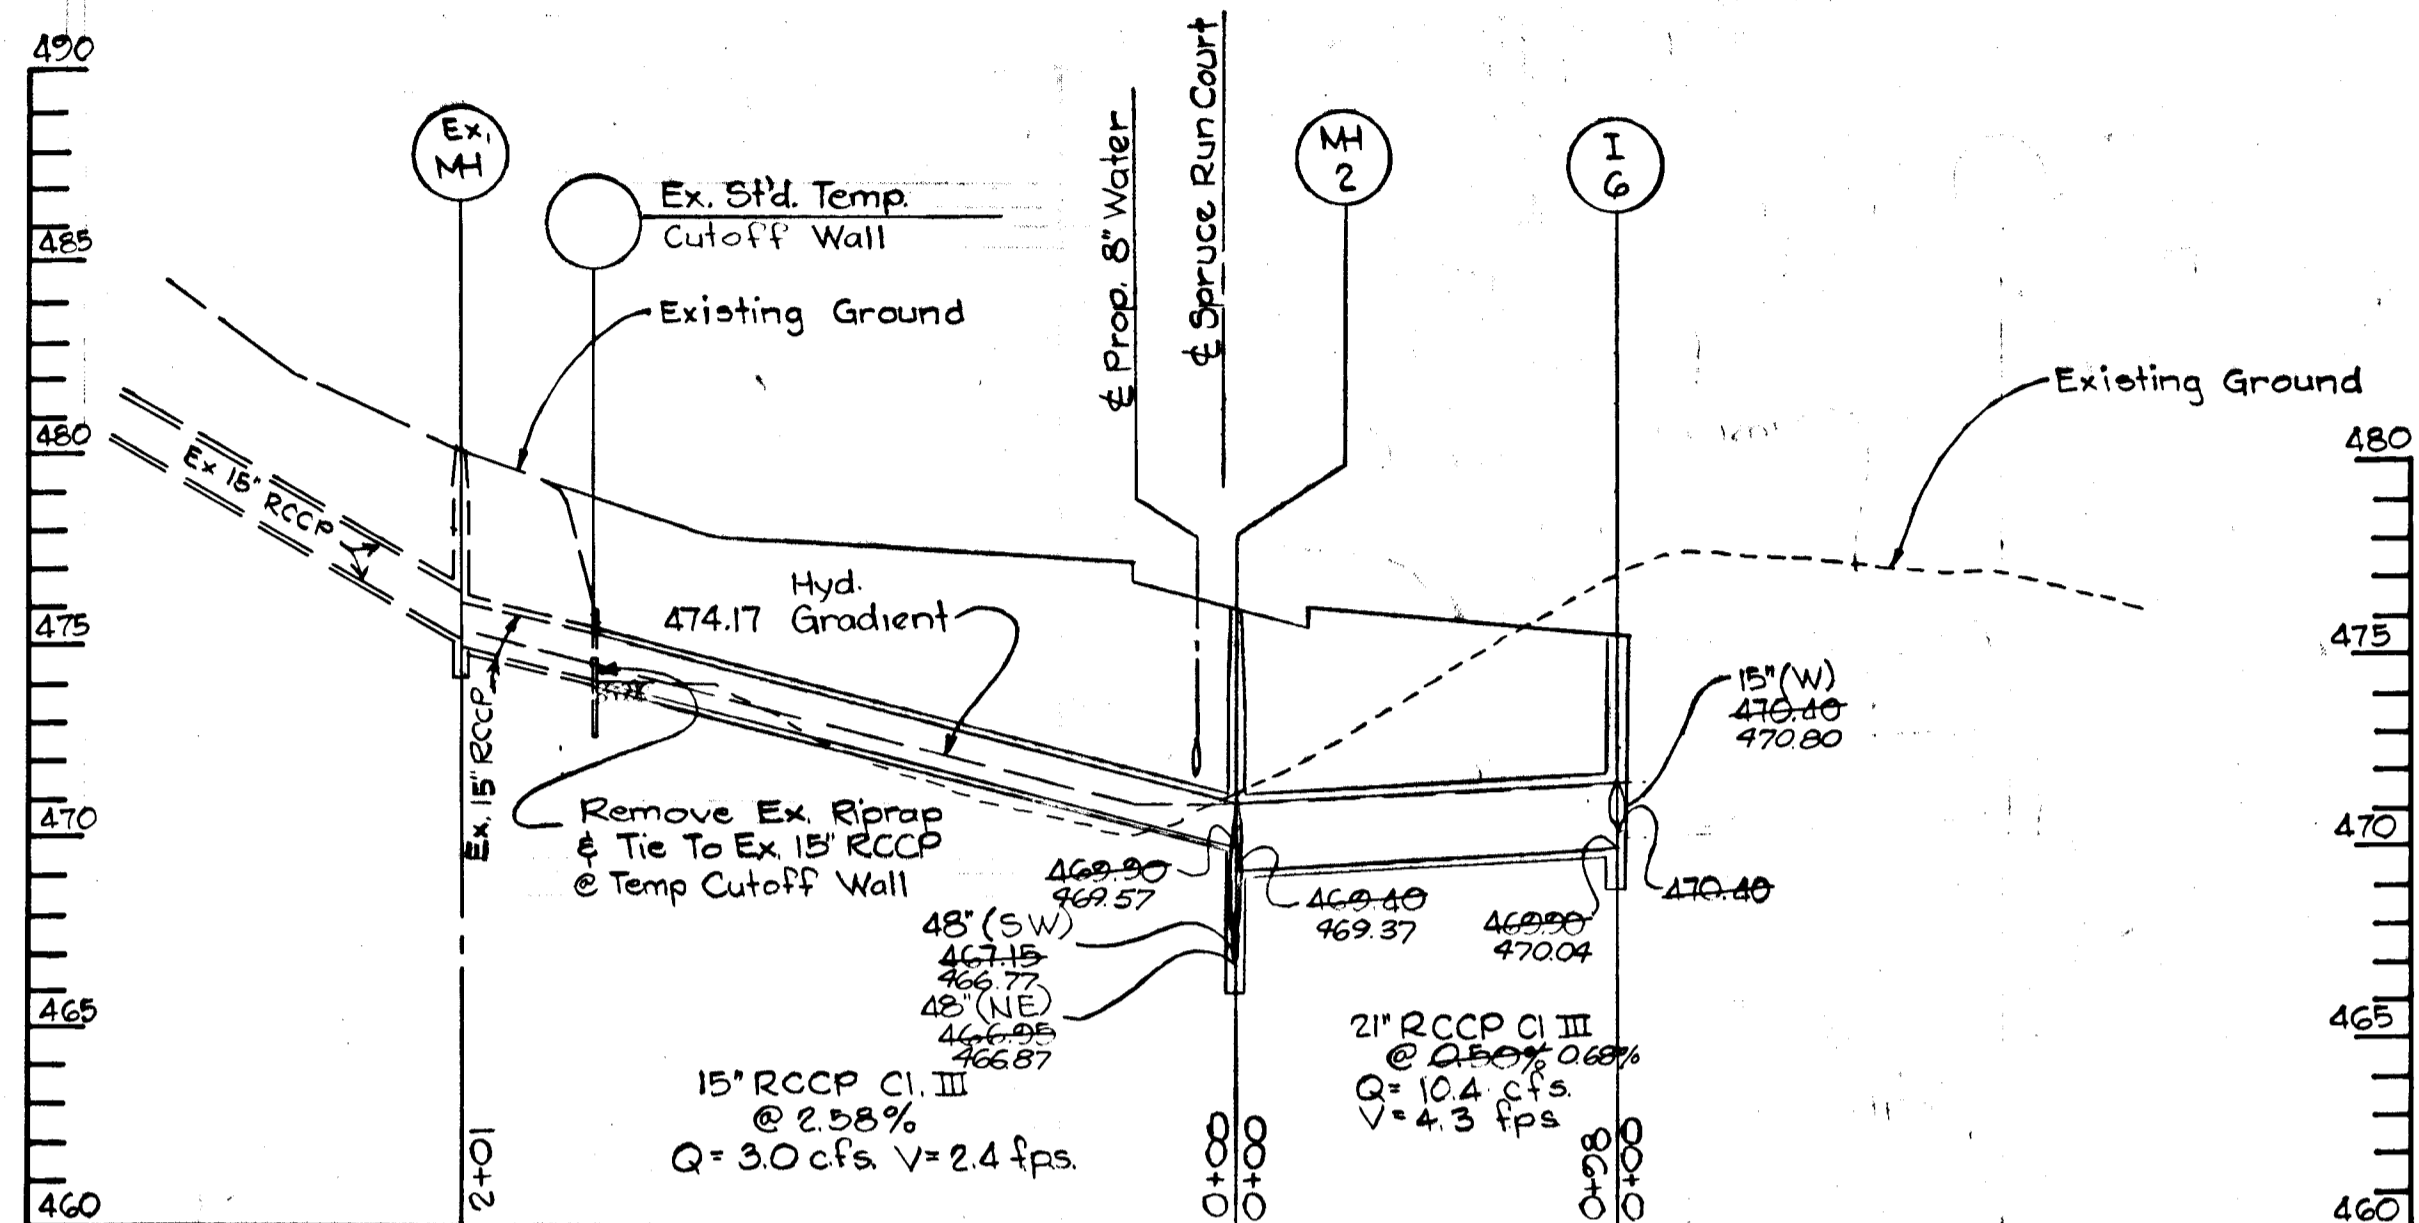 490
485
480
475
470
465
460
Ex.
MH
Ex. St'd. Temp.
Cutoff Wall
Existing Ground
℄ Prop. 8" Water
℄ Spruce Run Court
MH
2
I
6
Existing Ground
480
475
470
465
460
Ex 15" RCCP
Hyd.
474.17 Gradient
Ex. 15" RCCP
Remove Ex. Riprap
& Tie To Ex. 15" RCCP
@ Temp Cutoff Wall
15"(W)
470.40
470.80
470.40
469.90
469.57
469.40
469.37
469.90
470.04
48"(SW)
467.15
466.77
48"(NE)
466.95
466.87
15" RCCP Cl. III
@ 2.58%
Q= 3.0 cfs. V= 2.4 fps.
21" RCCP Cl III
@ 0.50% 0.68%
Q= 10.4 cfs.
V= 4.3 fps
2+01
0+00
0+00
0+98
0+00